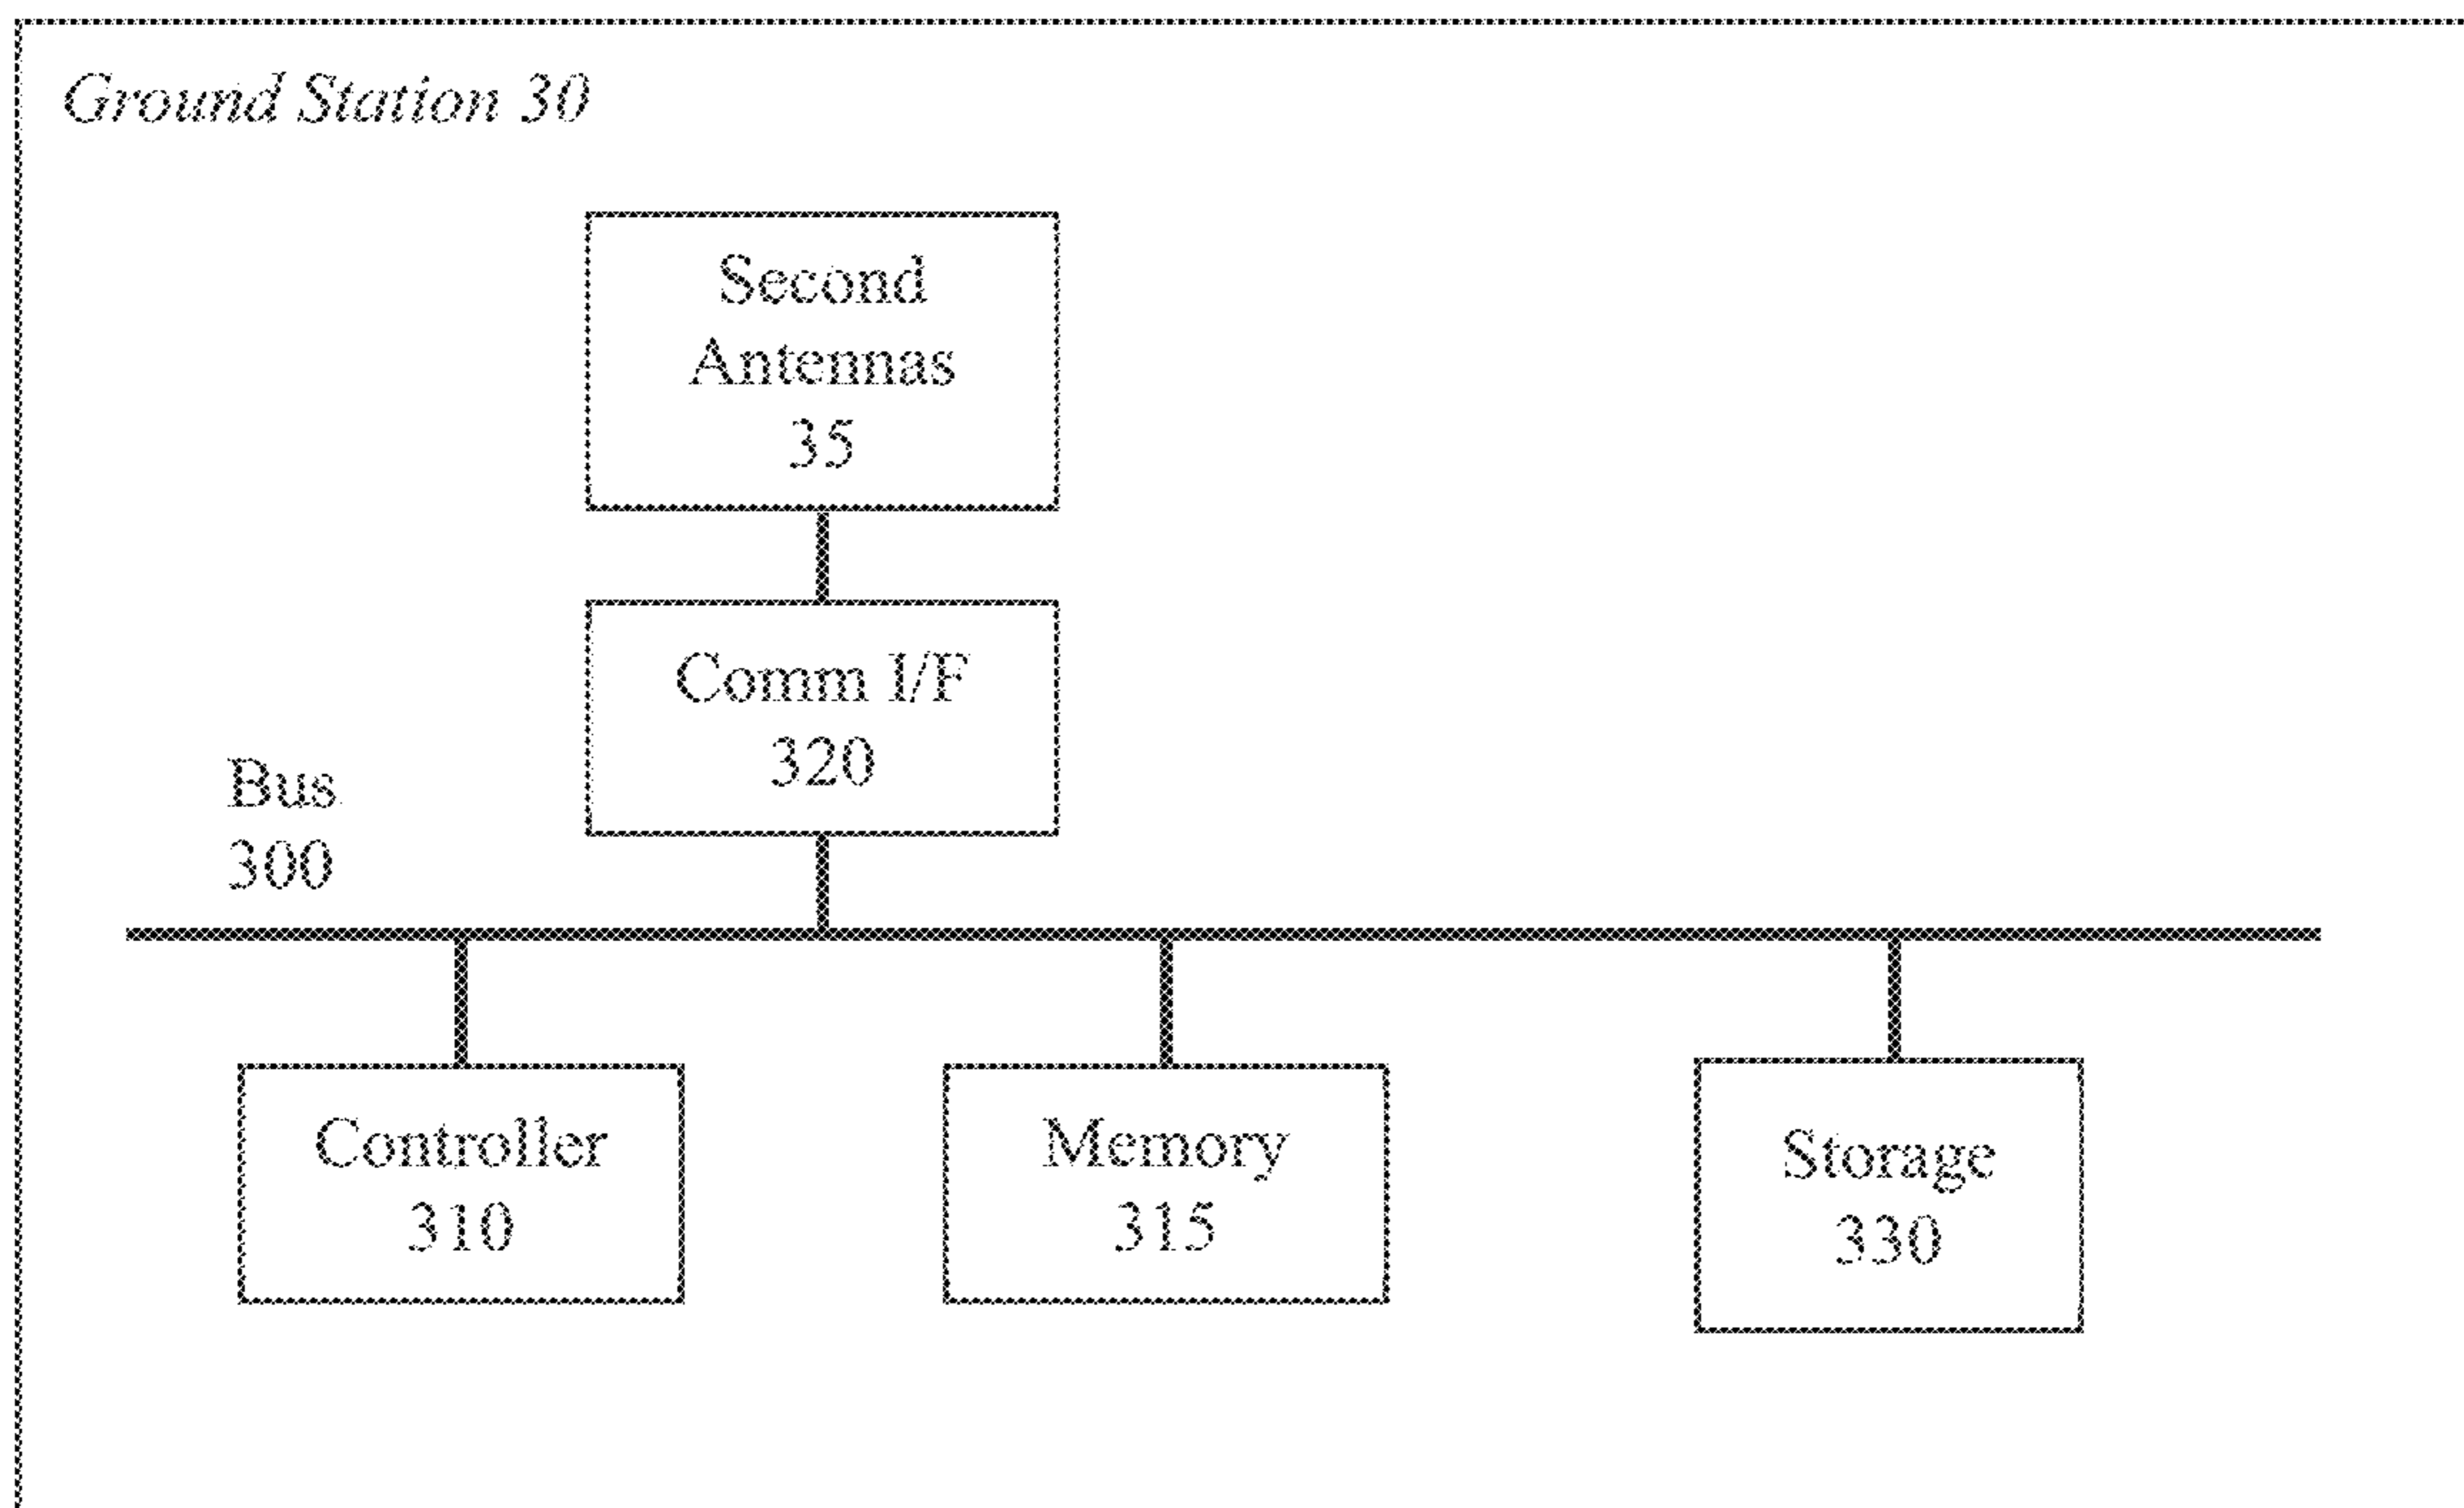 Ground Station 30
Second
Antennas
35
Comm I/F
320
Bus
300
Controller
310
Memory
315
Storage
330